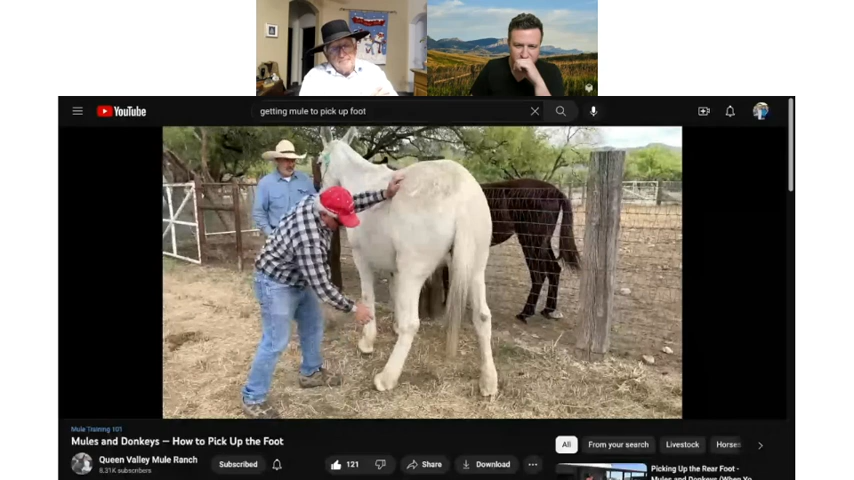 YouTube
getting mule to pick up foot
Mule Training 101
Mules and Donkeys — How to Pick Up the Foot
All
From your search
Livestock
Horses
Queen Valley Mule Ranch
8.31K subscribers
Subscribed
121
Share
Download
Picking Up the Rear Foot -
Mules and Donkeys (When Yo